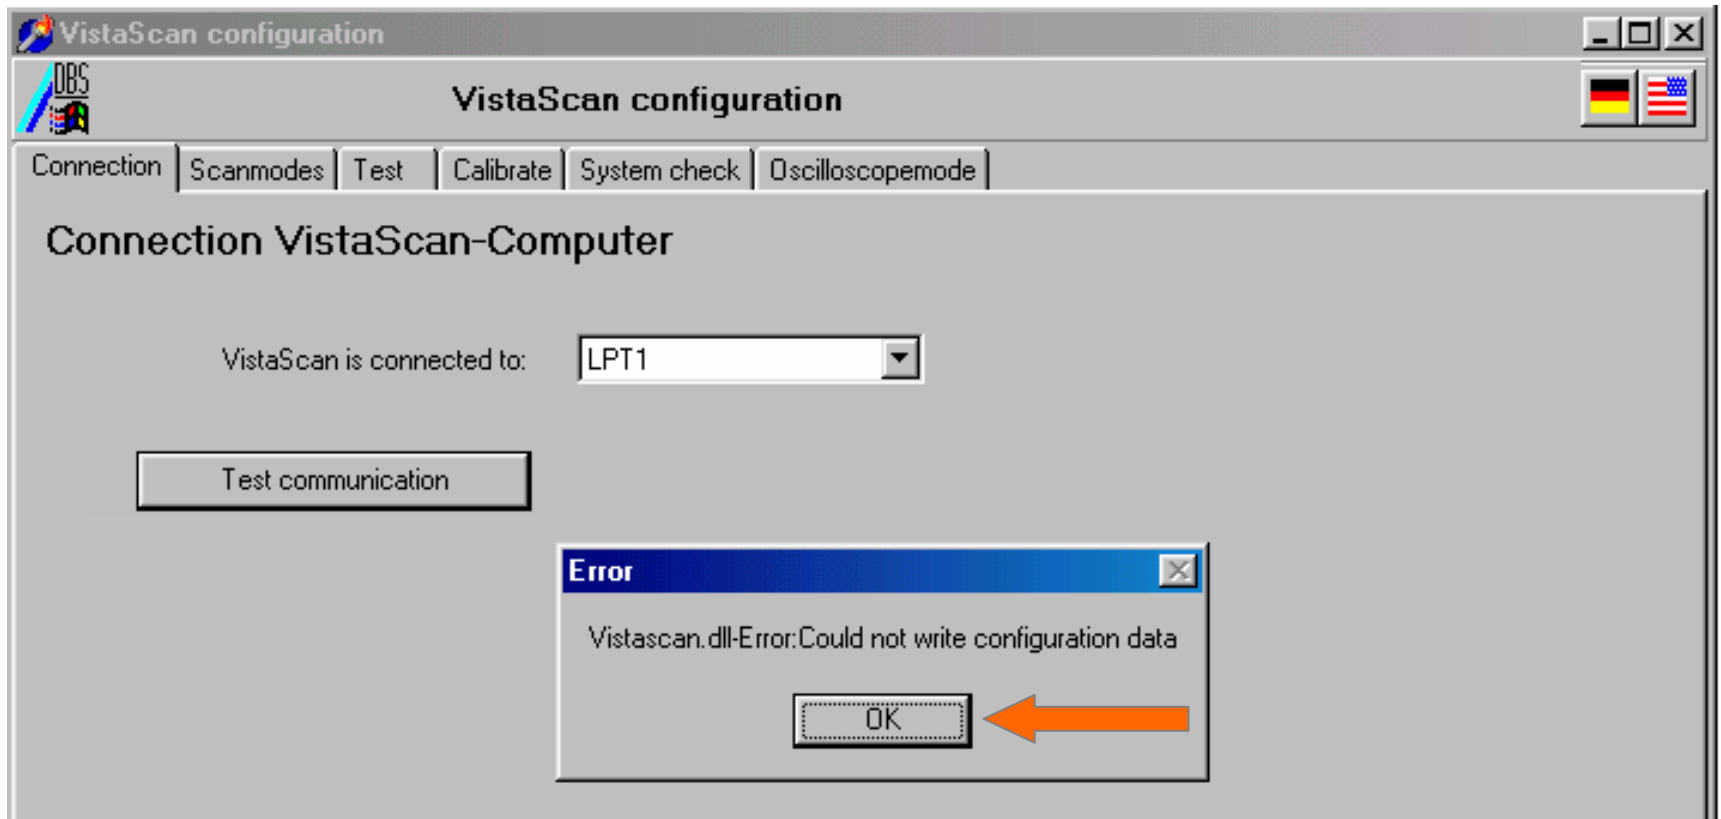 VistaScan configuration
DBS
VistaScan configuration
Connection Scanmodes Test Calibrate System check Oscilloscopemode
Connection VistaScan-Computer
VistaScan is connected to: LPT1
Test communication
Error
Vistascan.dll-Error:Could not write configuration data
OK